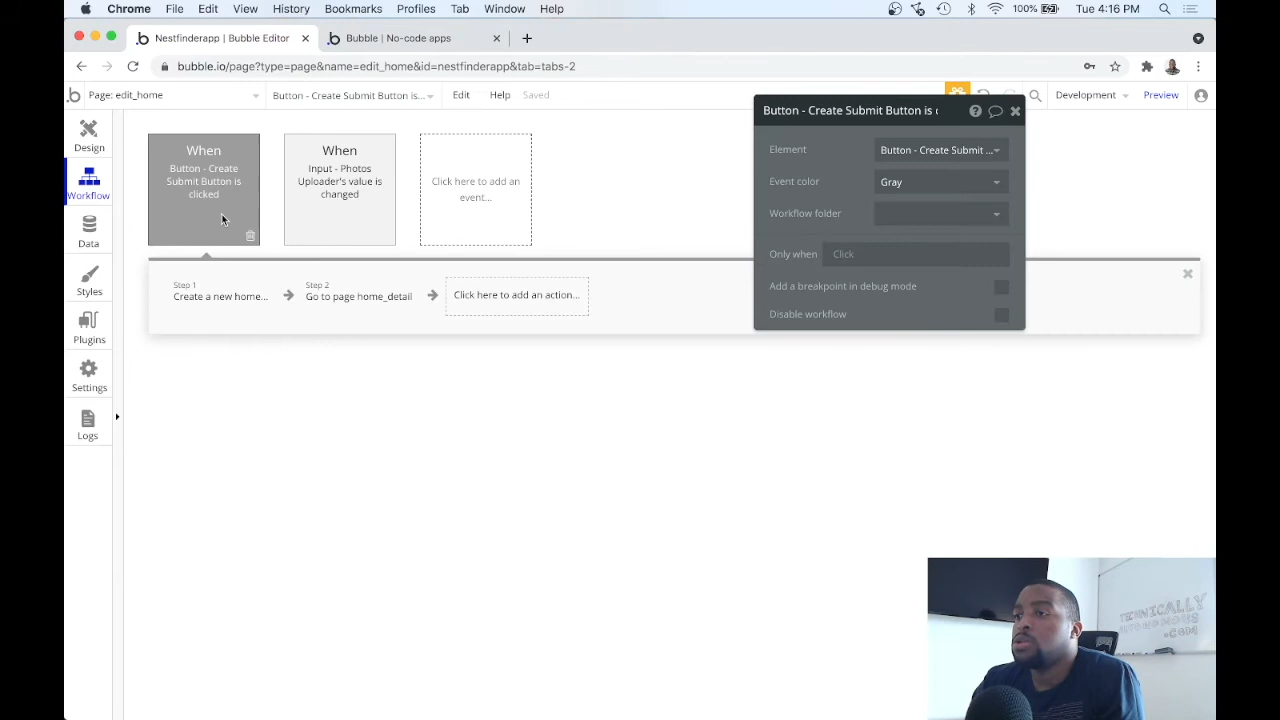 Chrome File Edit View History Bookmarks Profiles Tab Window Help 100% Tue 4:16 PM
Nestfinderapp | Bubble Editor Bubble | No-code apps
bubble.io/page?type=page&name=edit_home&id=nestfinderapp&tab=tabs-2
Page: edit_home Button - Create Submit Button is... Edit Help Saved Development Preview
Design
Workflow
Data
Styles
Plugins
Settings
Logs
When
Button - Create
Submit Button is
clicked
When
Input - Photos
Uploader's value is
changed
Click here to add an
event...
Step 1
Create a new home...
Step 2
Go to page home_detail
Click here to add an action...
Button - Create Submit Button is c
Element Button - Create Submit ...
Event color Gray
Workflow folder
Only when Click
Add a breakpoint in debug mode
Disable workflow
TECHNICALLY
AUTONOMOUS
.COM